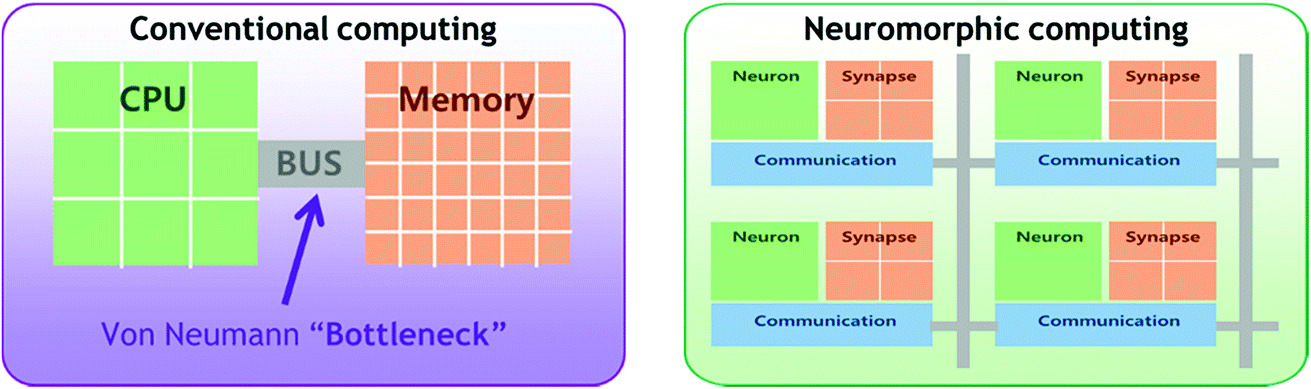 Conventional computing
CPU
BUS
Memory
Von Neumann “Bottleneck”
Neuromorphic computing
Neuron
Synapse
Communication
Neuron
Synapse
Communication
Neuron
Synapse
Communication
Neuron
Synapse
Communication